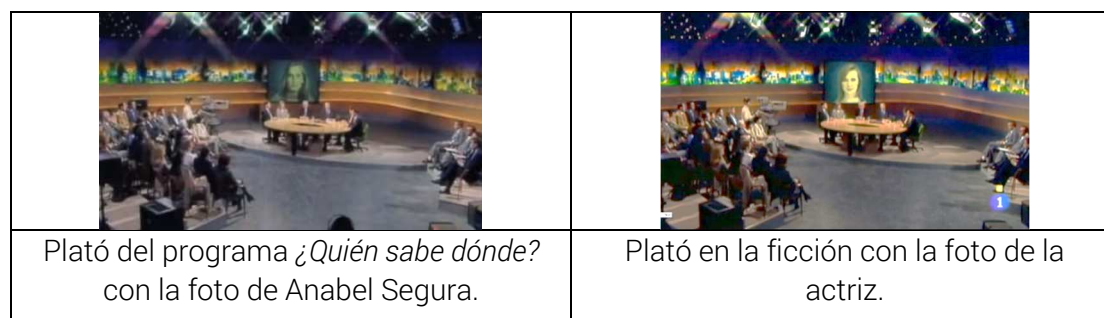 1
Plató del programa ¿Quién sabe dónde?
con la foto de Anabel Segura.
Plató en la ficción con la foto de la
actriz.